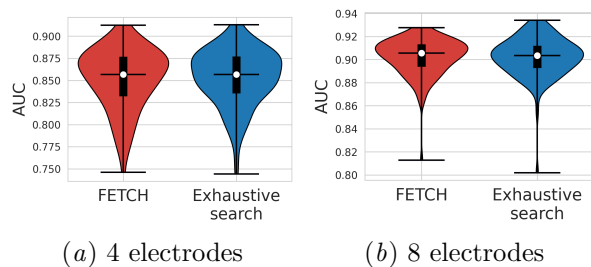 AUC
0.900
0.875
0.850
0.825
0.800
0.775
0.750
FETCH
Exhaustive
search
(a) 4 electrodes
AUC
0.94
0.92
0.90
0.88
0.86
0.84
0.82
0.80
FETCH
Exhaustive
search
(b) 8 electrodes